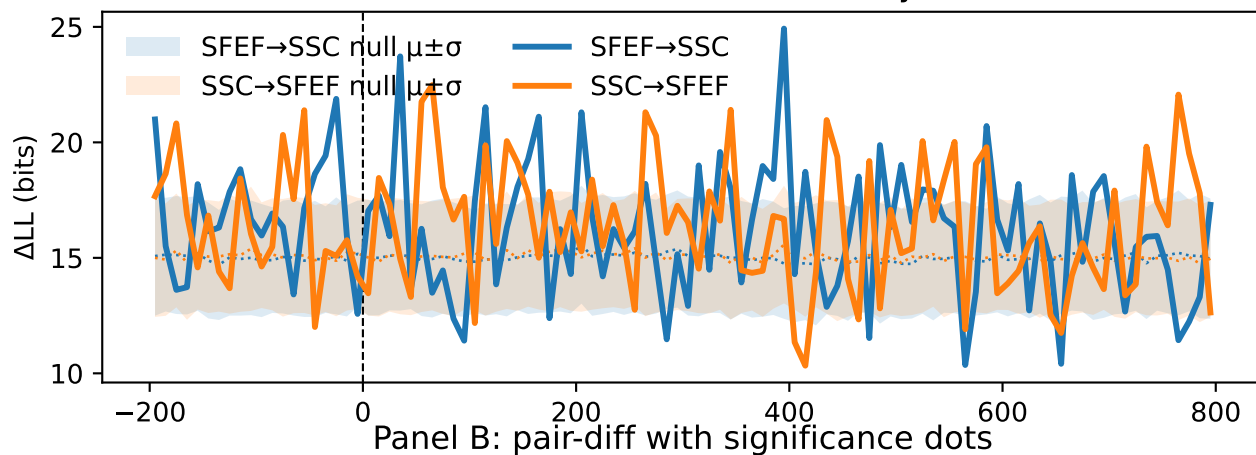 25
20
15
10
ΔLL (bits)
SFEF→SSC null μ±σ
SSC→SFEF null μ±σ
SFEF→SSC
SSC→SFEF
−200 0 200 400 600 800
Panel B: pair-diff with significance dots